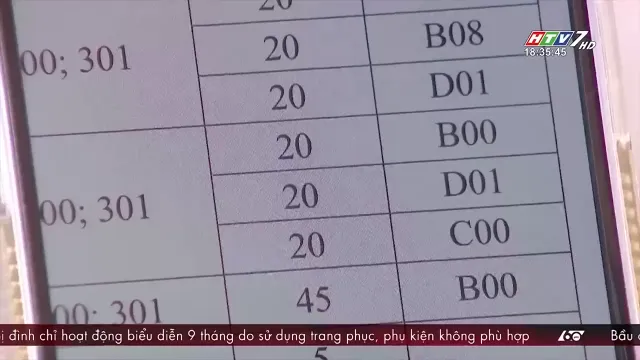 20
20 B08
00; 301
20 D01
20 B00
20 D01
00; 301
20 C00
45 B00
00; 301
5
HTV7 HD
18:35:45
ị đình chỉ hoạt động biểu diễn 9 tháng do sử dụng trang phục, phụ kiện không phù hợp
Bầu